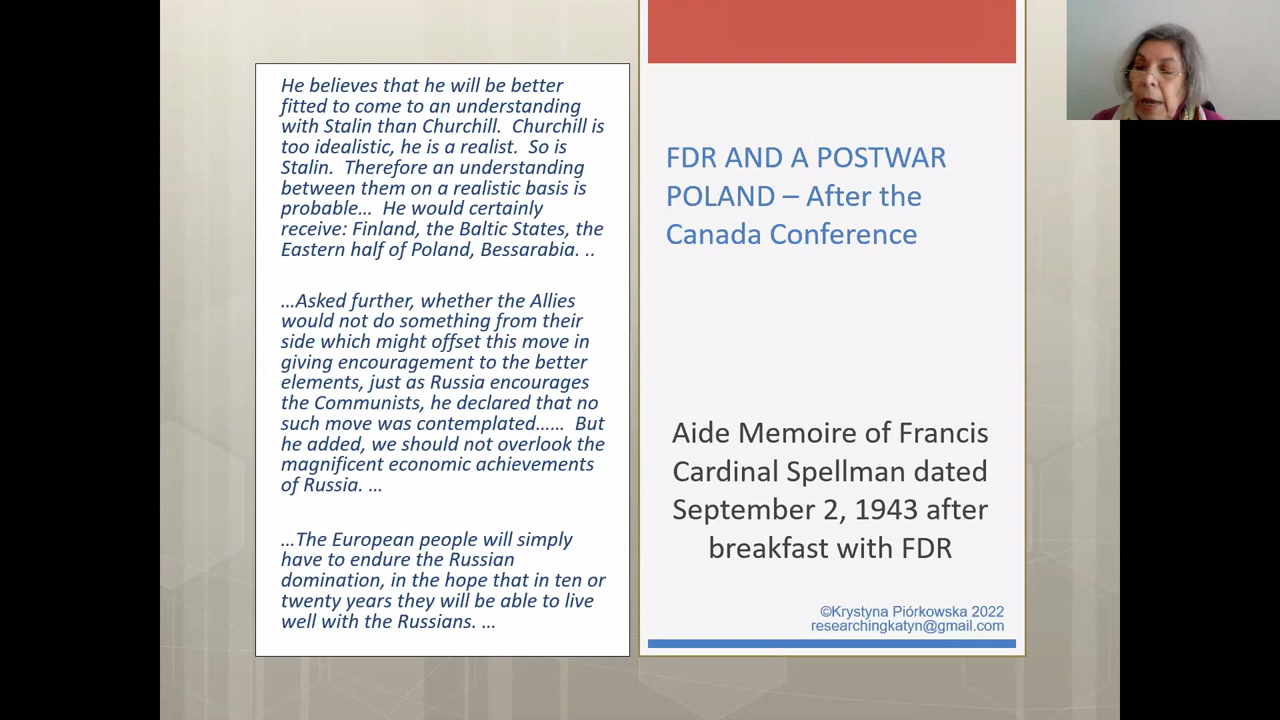 He believes that he will be better
fitted to come to an understanding
with Stalin than Churchill.  Churchill is
too idealistic, he is a realist.  So is
Stalin.  Therefore an understanding
between them on a realistic basis is
probable…  He would certainly
receive: Finland, the Baltic States, the
Eastern half of Poland, Bessarabia. ..
…Asked further, whether the Allies
would not do something from their
side which might offset this move in
giving encouragement to the better
elements, just as Russia encourages
the Communists, he declared that no
such move was contemplated……  But
he added, we should not overlook the
magnificent economic achievements
of Russia. …
…The European people will simply
have to endure the Russian
domination, in the hope that in ten or
twenty years they will be able to live
well with the Russians. …
FDR AND A POSTWAR
POLAND – After the
Canada Conference
Aide Memoire of Francis
Cardinal Spellman dated
September 2, 1943 after
breakfast with FDR
©Krystyna Piórkowska 2022
researchingkatyn@gmail.com